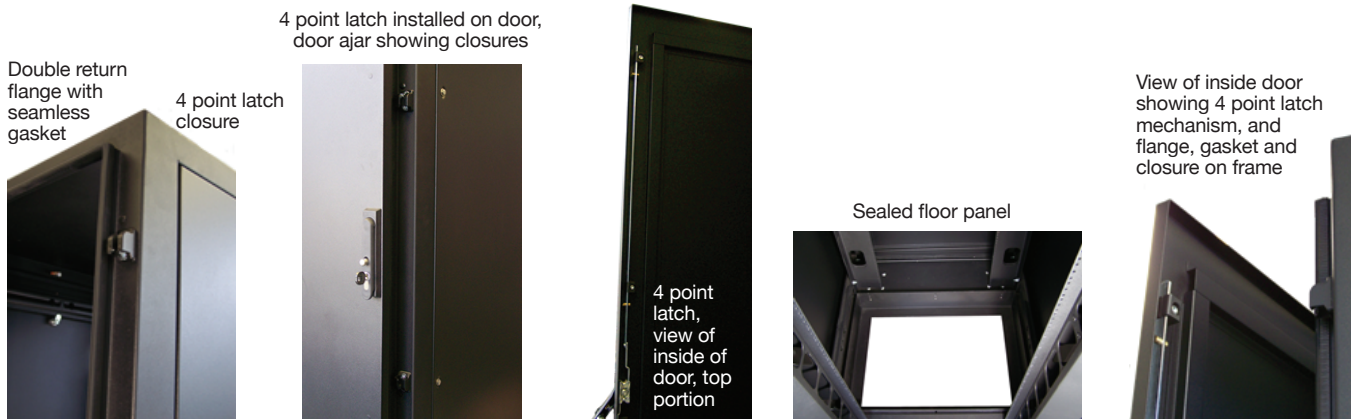 Double return
flange with
seamless
gasket
4 point latch
closure
4 point latch installed on door,
door ajar showing closures
4 point
latch,
view of
inside of
door, top
portion
Sealed floor panel
View of inside door
showing 4 point latch
mechanism, and
flange, gasket and
closure on frame